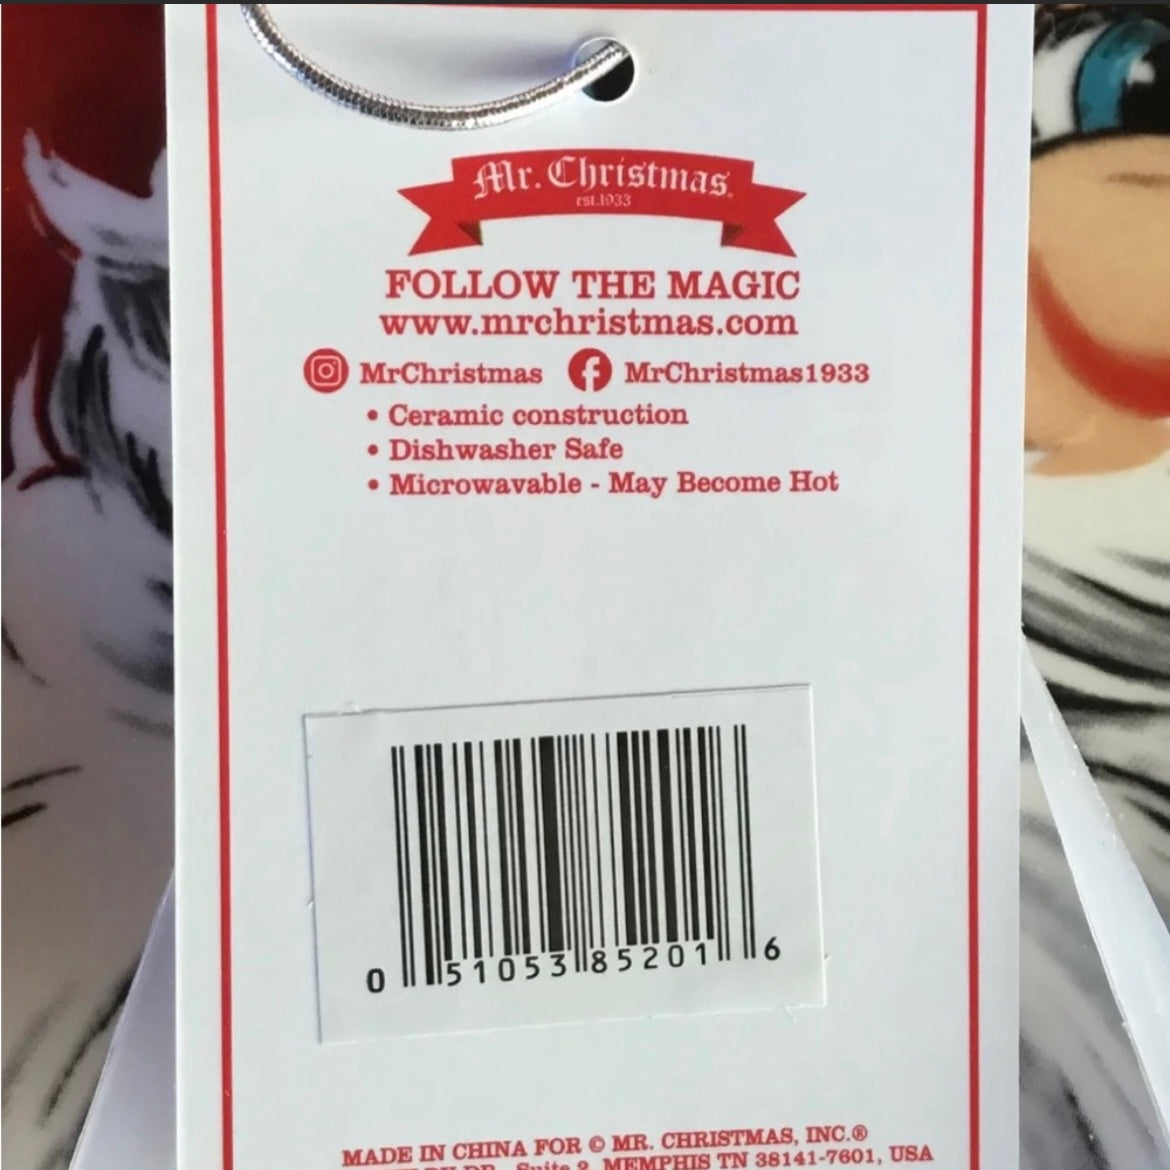 Mr. Christmas
est.1933
FOLLOW THE MAGIC
www.mrchristmas.com
MrChristmas MrChristmas1933
• Ceramic construction
• Dishwasher Safe
• Microwavable - May Become Hot
0 51053 85201 6
MADE IN CHINA FOR © MR. CHRISTMAS, INC.®
DR., Suite 2, MEMPHIS TN 38141-7601, USA